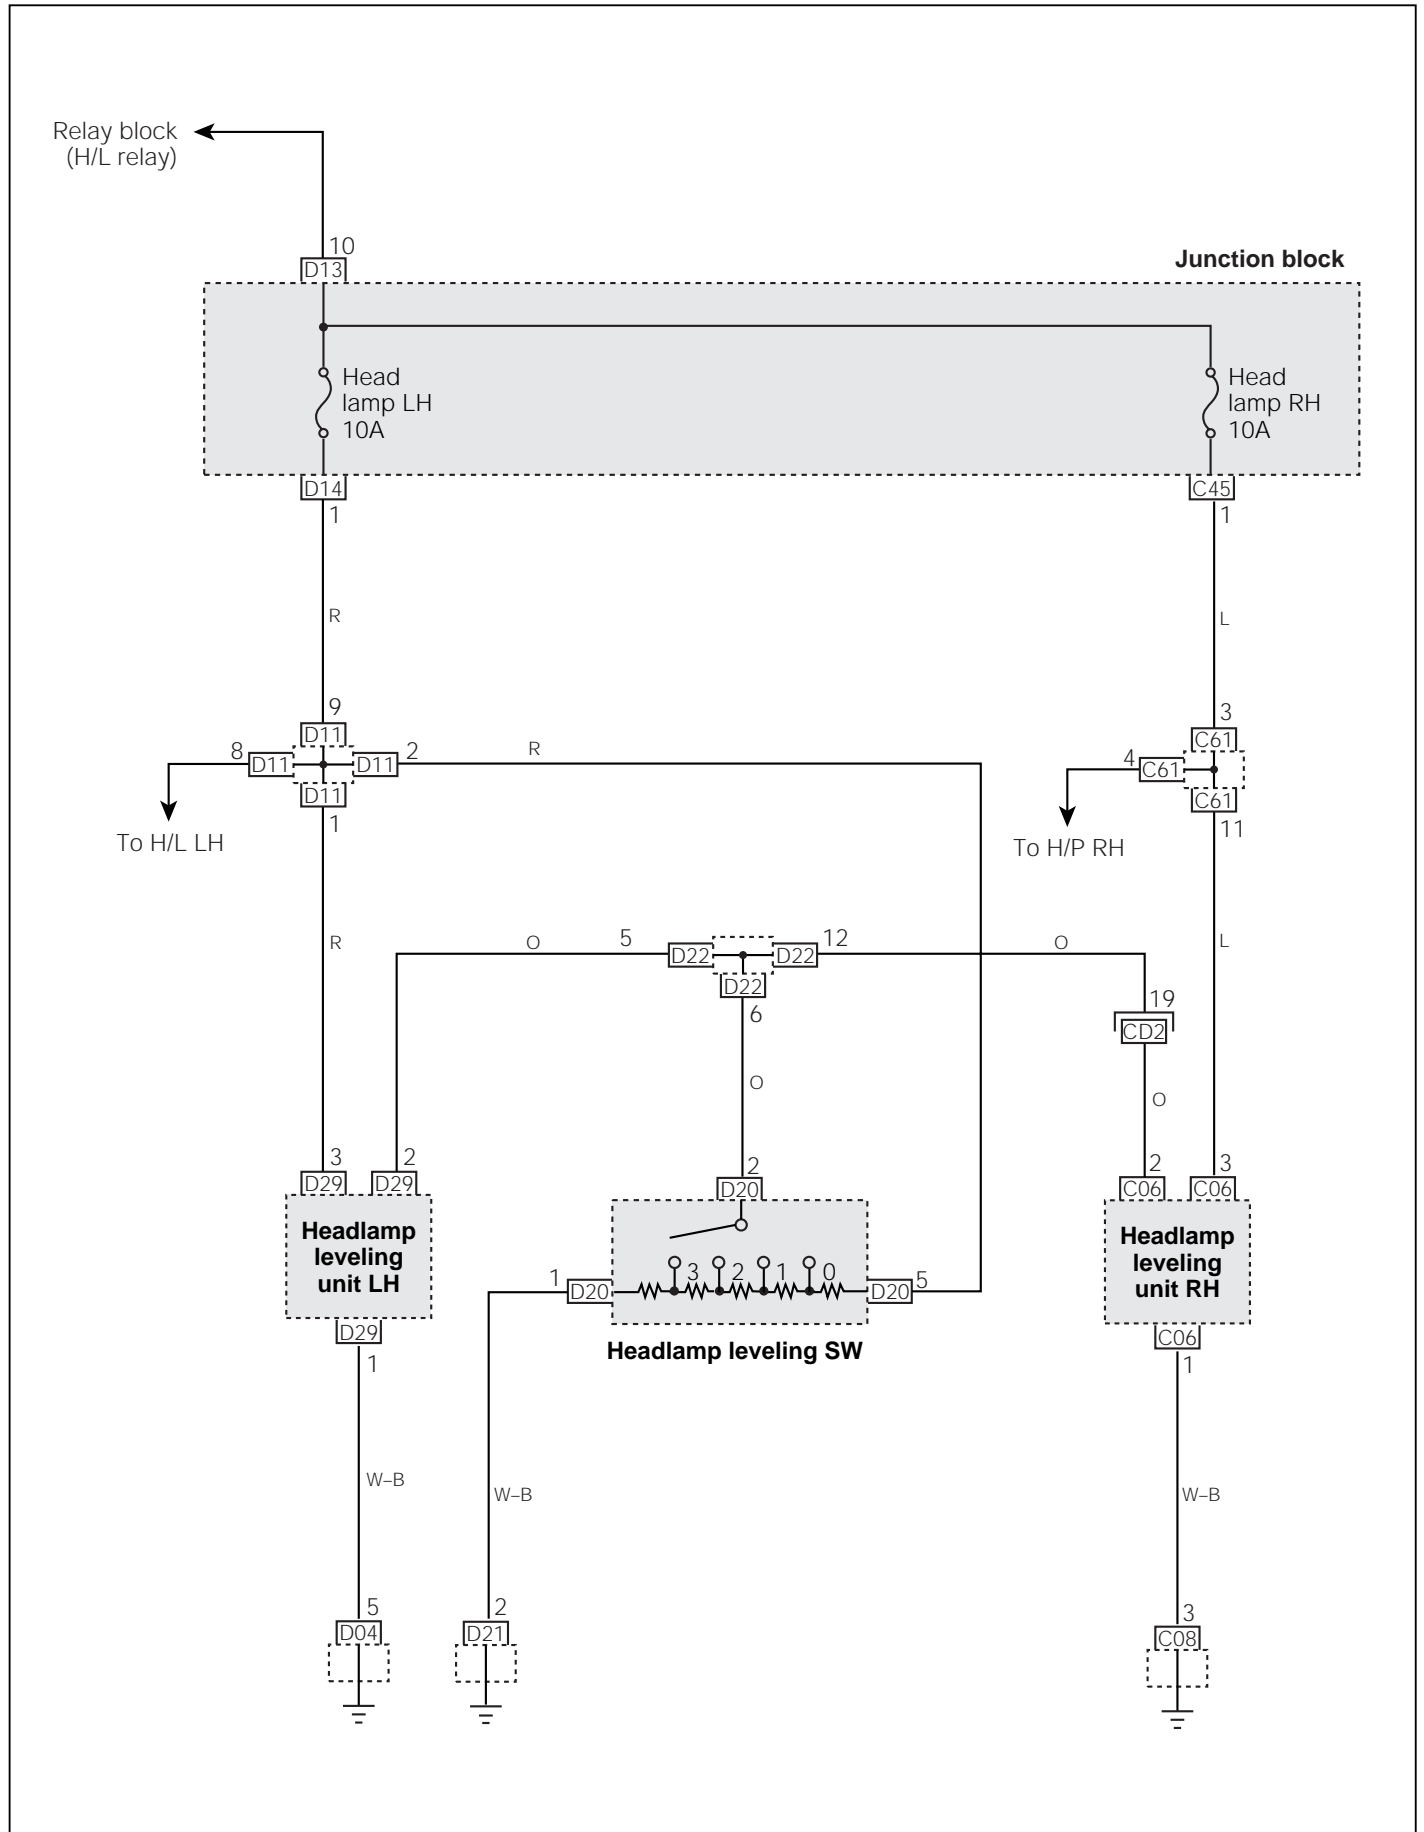 Relay block
(H/L relay)
10
D13
Junction block
Head
lamp LH
10A
Head
lamp RH
10A
D14
1
C45
1
R
L
9
D11
8
D11
D11
2
R
D11
1
To H/L LH
3
C61
4
C61
C61
11
To H/P RH
R
O
5
D22
D22
12
O
L
D22
6
19
CD2
O
O
3
D29
2
D29
2
D20
2
C06
3
C06
Headlamp
leveling
unit LH
1
D20
3
2
1
0
D20
5
Headlamp
leveling
unit RH
D29
1
Headlamp leveling SW
C06
1
W–B
W–B
W–B
5
D04
2
D21
3
C08